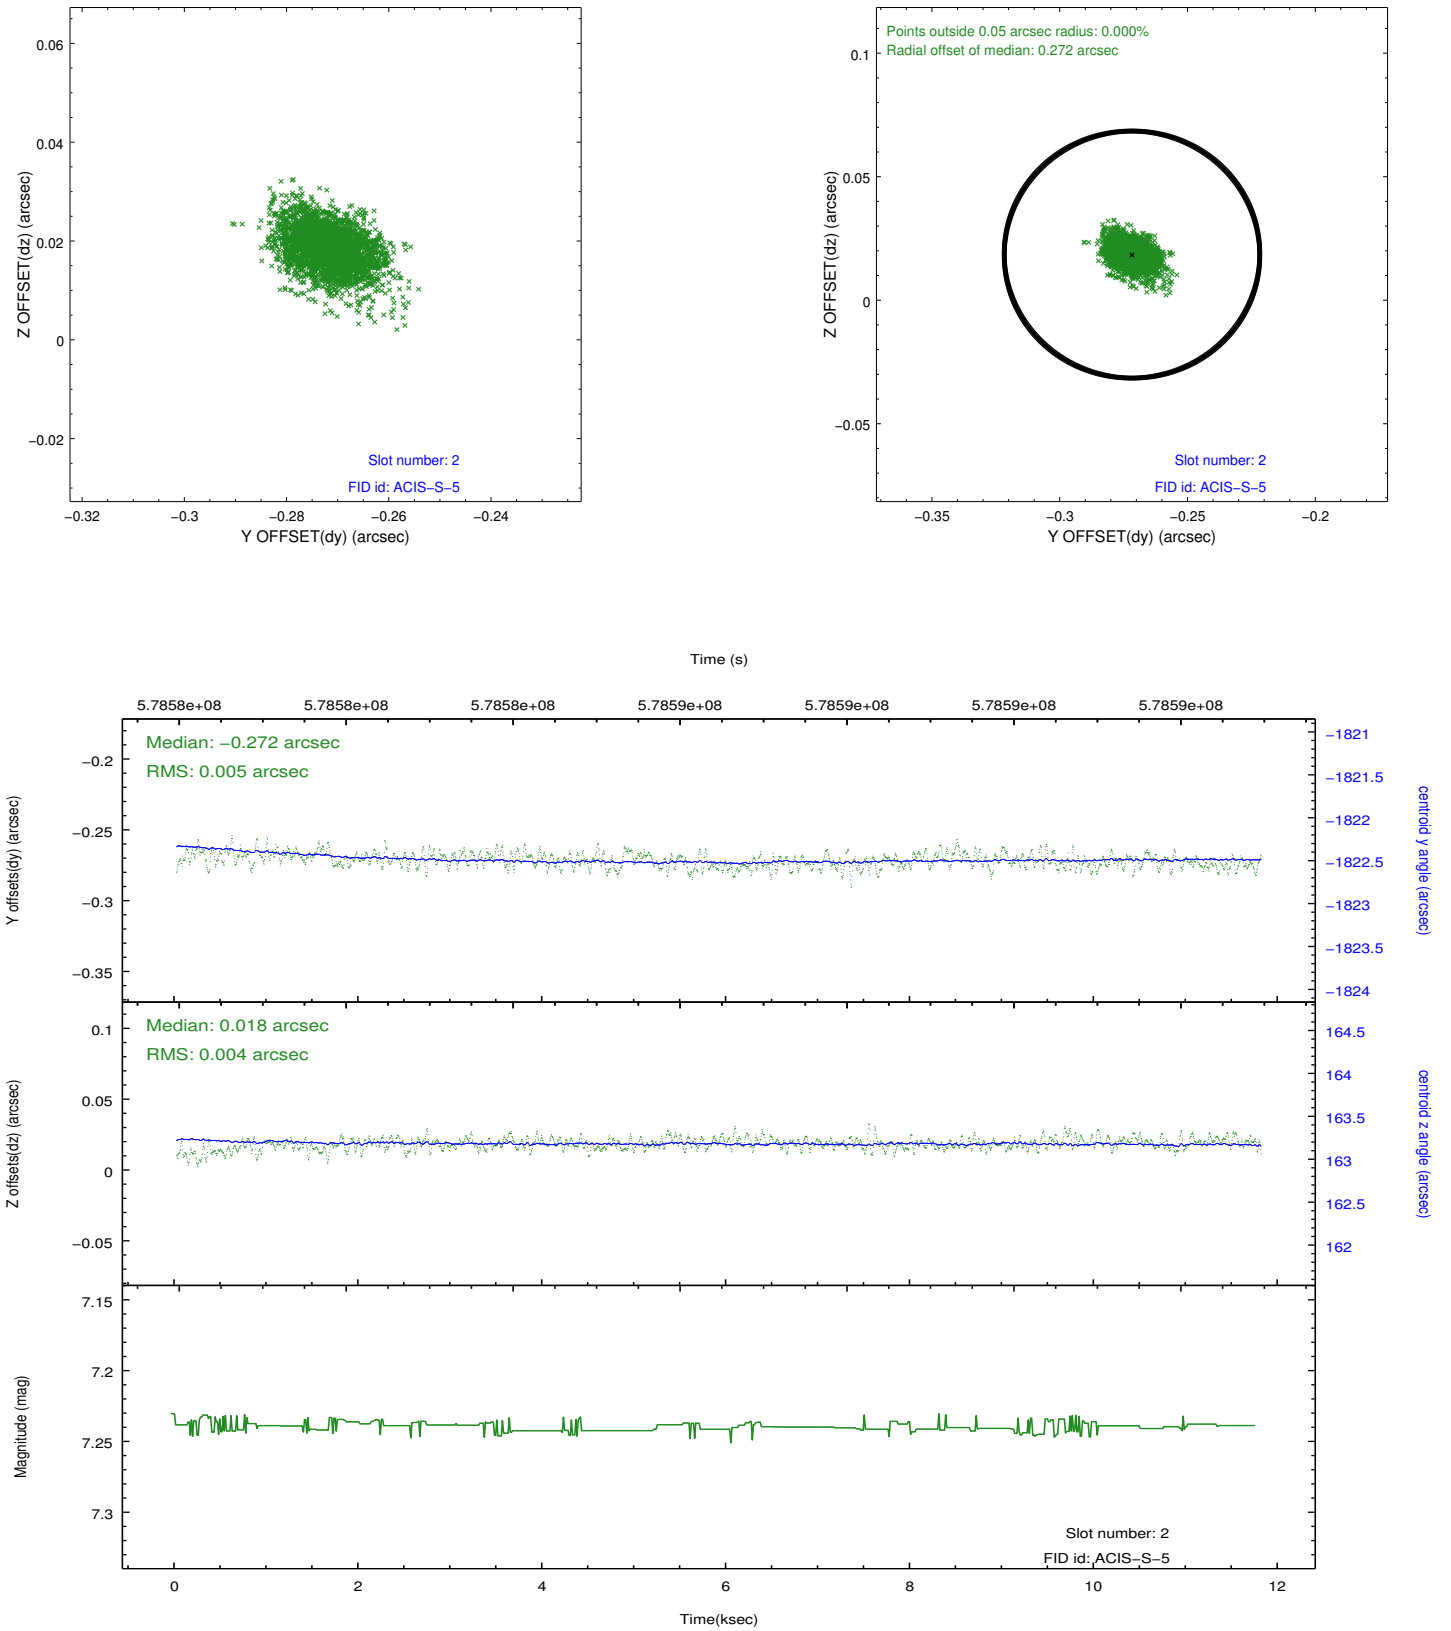 0.06
0.04
0.02
0
−0.02
Z OFFSET(dz) (arcsec)
Slot number: 2
FID id: ACIS−S−5
−0.32 −0.3 −0.28 −0.26 −0.24
Y OFFSET(dy) (arcsec)
Points outside 0.05 arcsec radius: 0.000%
Radial offset of median: 0.272 arcsec
0.1
0.05
0
−0.05
Z OFFSET(dz) (arcsec)
Slot number: 2
FID id: ACIS−S−5
−0.35 −0.3 −0.25 −0.2
Y OFFSET(dy) (arcsec)
Time (s)
5.7858e+08 5.7858e+08 5.7858e+08 5.7859e+08 5.7859e+08 5.7859e+08 5.7859e+08
Median: −0.272 arcsec
RMS: 0.005 arcsec
−0.2
−0.25
−0.3
−0.35
Y offsets(dy) (arcsec)
−1821
−1821.5
−1822
−1822.5
−1823
−1823.5
−1824
centroid y angle (arcsec)
Median: 0.018 arcsec
RMS: 0.004 arcsec
0.1
0.05
0
−0.05
Z offsets(dz) (arcsec)
164.5
164
163.5
163
162.5
162
centroid z angle (arcsec)
7.15
7.2
7.25
7.3
Magnitude (mag)
Slot number: 2
FID id: ACIS−S−5
0 2 4 6 8 10 12
Time(ksec)